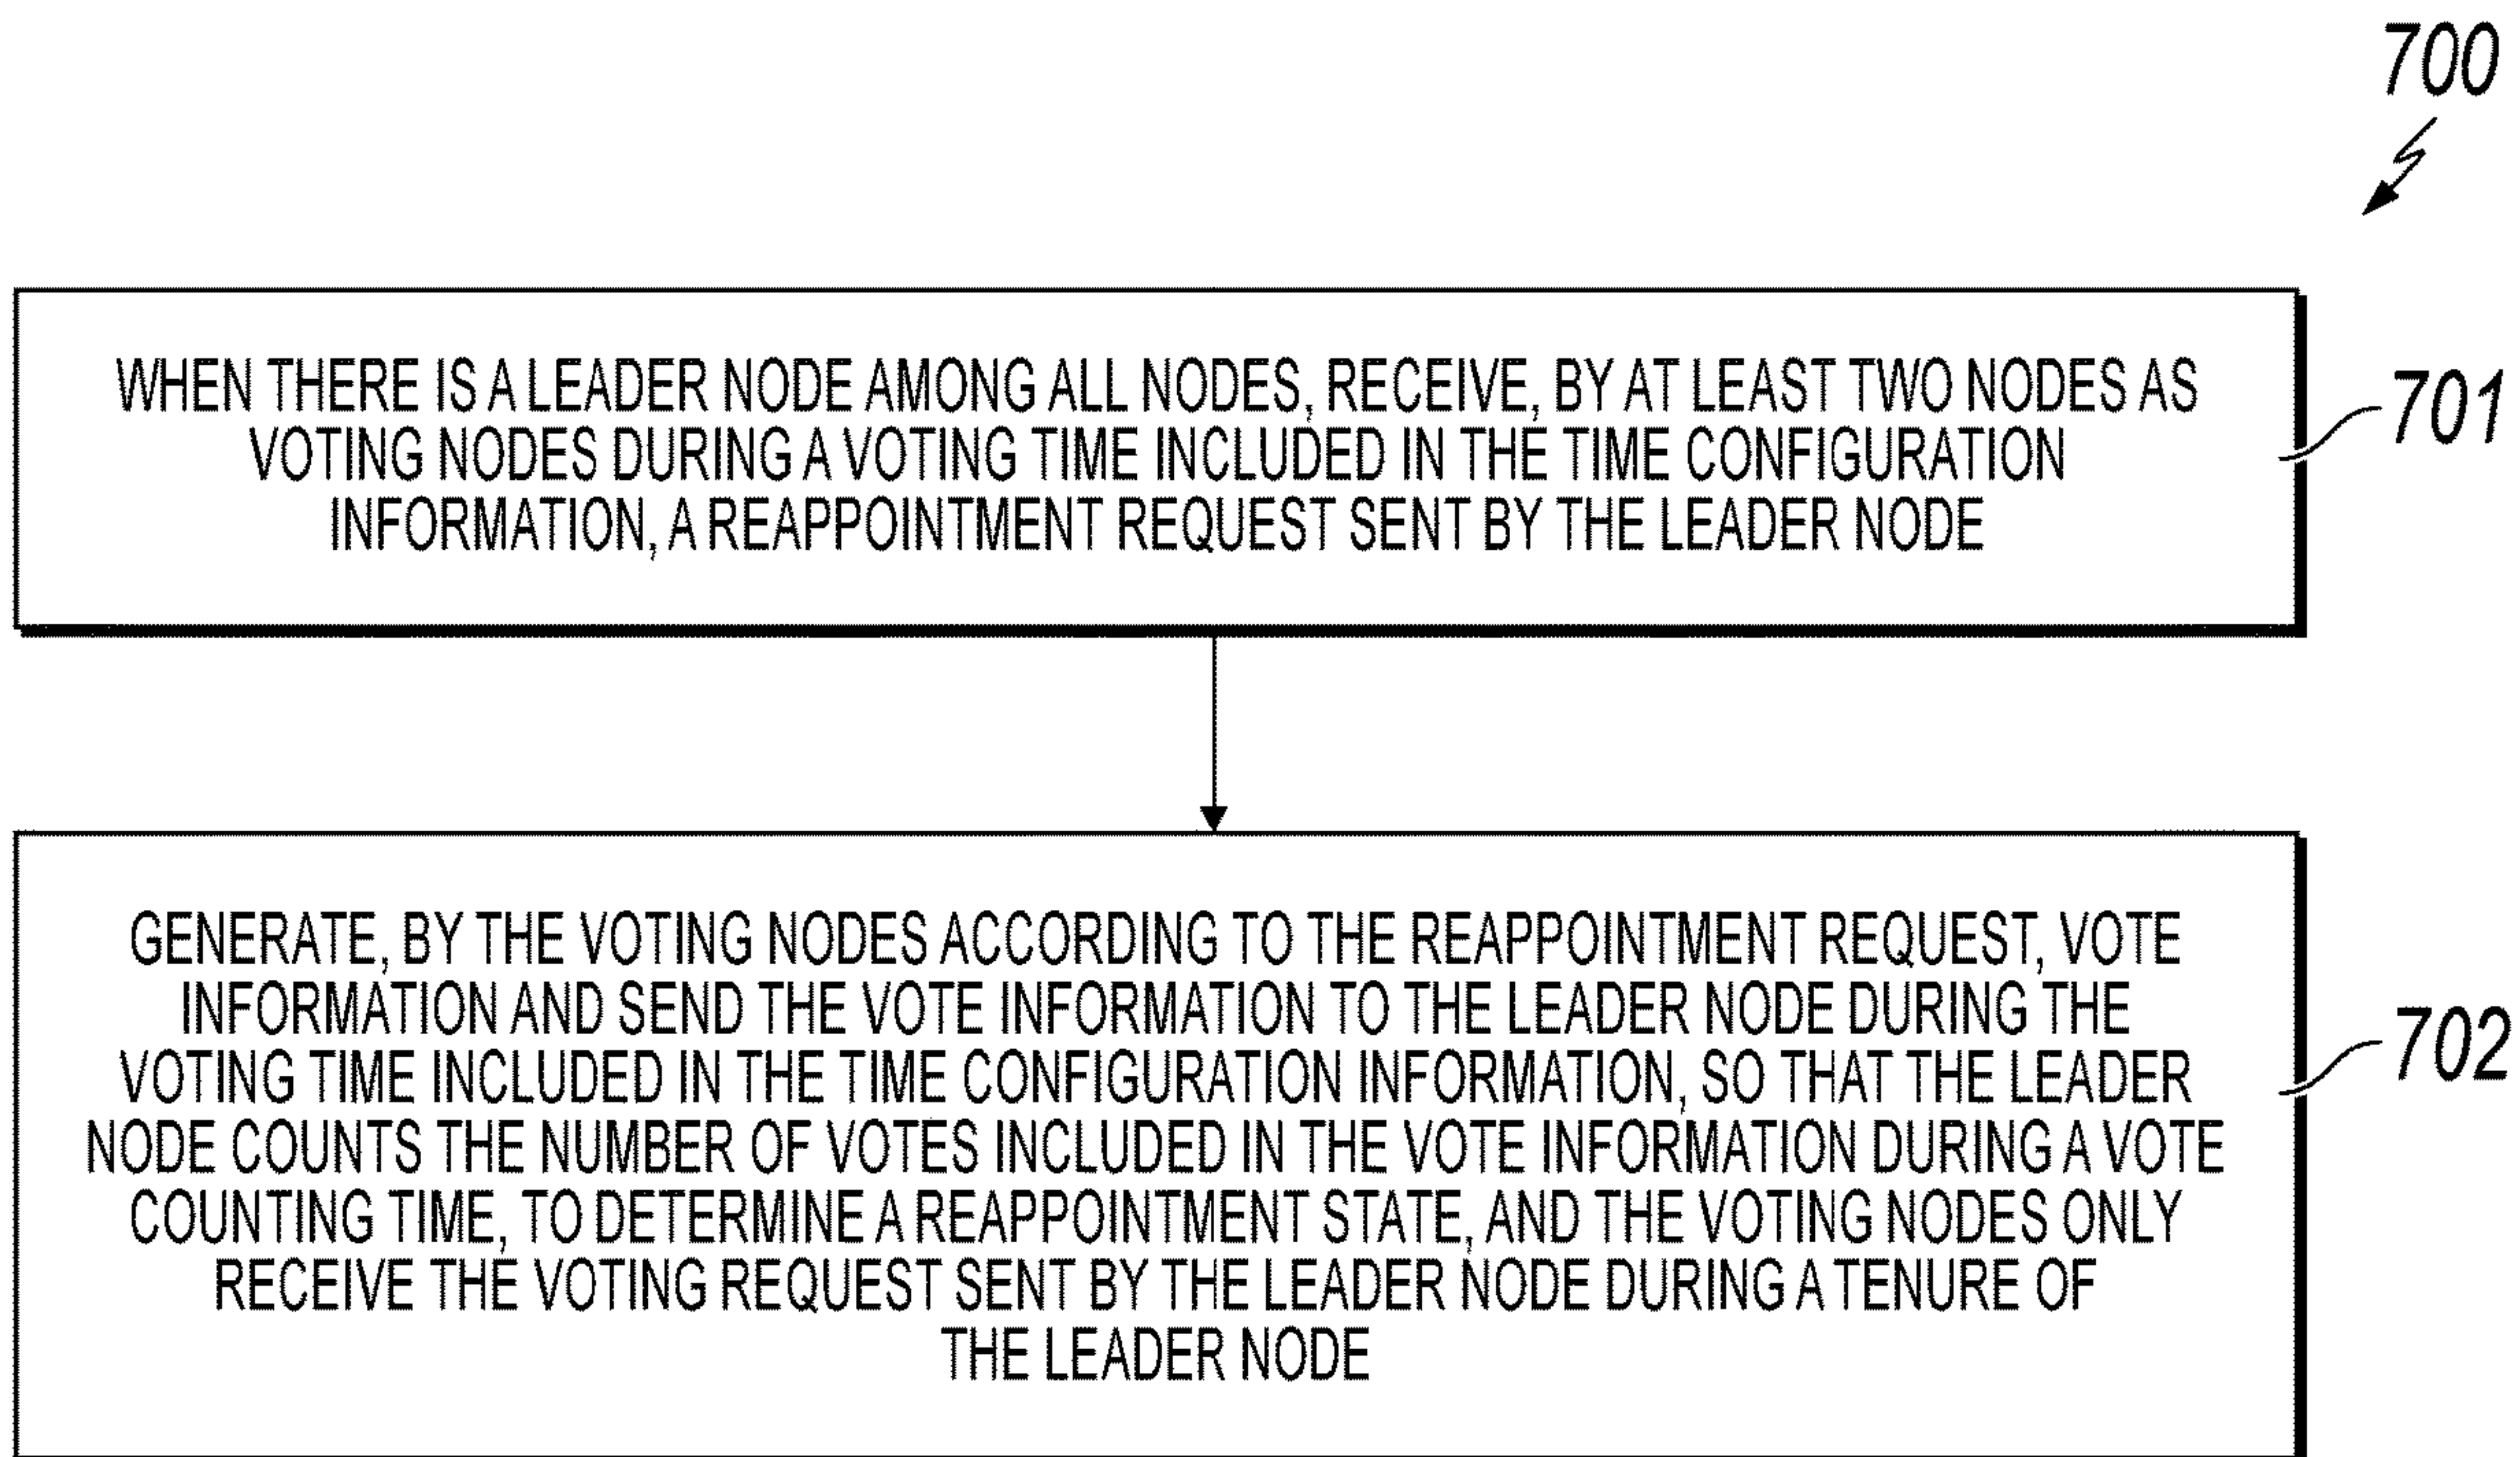 700
WHEN THERE IS A LEADER NODE AMONG ALL NODES, RECEIVE, BY AT LEAST TWO NODES AS
VOTING NODES DURING A VOTING TIME INCLUDED IN THE TIME CONFIGURATION
INFORMATION, A REAPPOINTMENT REQUEST SENT BY THE LEADER NODE
701
GENERATE, BY THE VOTING NODES ACCORDING TO THE REAPPOINTMENT REQUEST, VOTE
INFORMATION AND SEND THE VOTE INFORMATION TO THE LEADER NODE DURING THE
VOTING TIME INCLUDED IN THE TIME CONFIGURATION INFORMATION, SO THAT THE LEADER
NODE COUNTS THE NUMBER OF VOTES INCLUDED IN THE VOTE INFORMATION DURING A VOTE
COUNTING TIME, TO DETERMINE A REAPPOINTMENT STATE, AND THE VOTING NODES ONLY
RECEIVE THE VOTING REQUEST SENT BY THE LEADER NODE DURING A TENURE OF
THE LEADER NODE
702